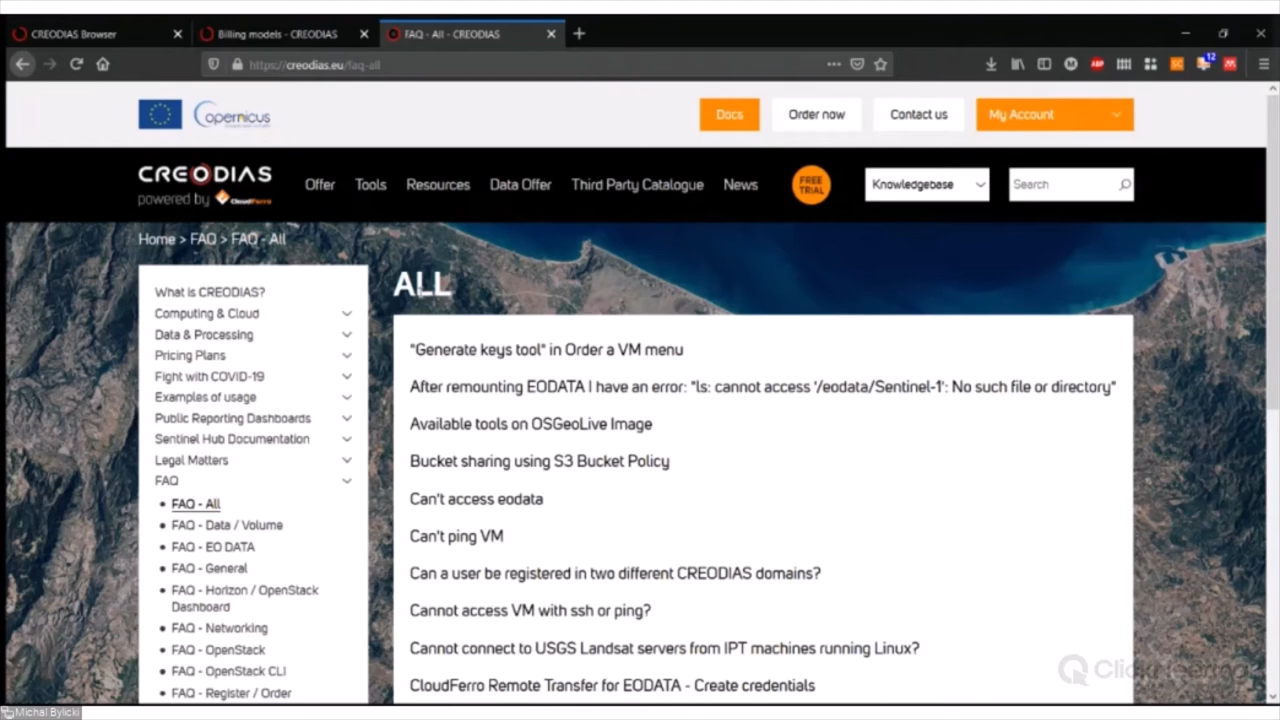 CREODIAS Browser
Billing models - CREODIAS
FAQ - All - CREODIAS
https://creodias.eu/faq-all
ABP
SC
12
opernicus
Docs
Order now
Contact us
My Account
CREODIAS
powered by CloudFerro
Offer
Tools
Resources
Data Offer
Third Party Catalogue
News
FREE
TRIAL
Knowledgebase
Search
Home > FAQ > FAQ - All
What is CREODIAS?
Computing & Cloud
Data & Processing
Pricing Plans
Fight with COVID-19
Examples of usage
Public Reporting Dashboards
Sentinel Hub Documentation
Legal Matters
FAQ
FAQ - All
FAQ - Data / Volume
FAQ - EO DATA
FAQ - General
FAQ - Horizon / OpenStack
Dashboard
FAQ - Networking
FAQ - OpenStack
FAQ - OpenStack CLI
FAQ - Register / Order
ALL
"Generate keys tool" in Order a VM menu
After remounting EODATA I have an error: "ls: cannot access '/eodata/Sentinel-1': No such file or directory"
Available tools on OSGeoLive Image
Bucket sharing using S3 Bucket Policy
Can't access eodata
Can't ping VM
Can a user be registered in two different CREODIAS domains?
Cannot access VM with ssh or ping?
Cannot connect to USGS Landsat servers from IPT machines running Linux?
CloudFerro Remote Transfer for EODATA - Create credentials
Clickmeeting
Michal Bylicki